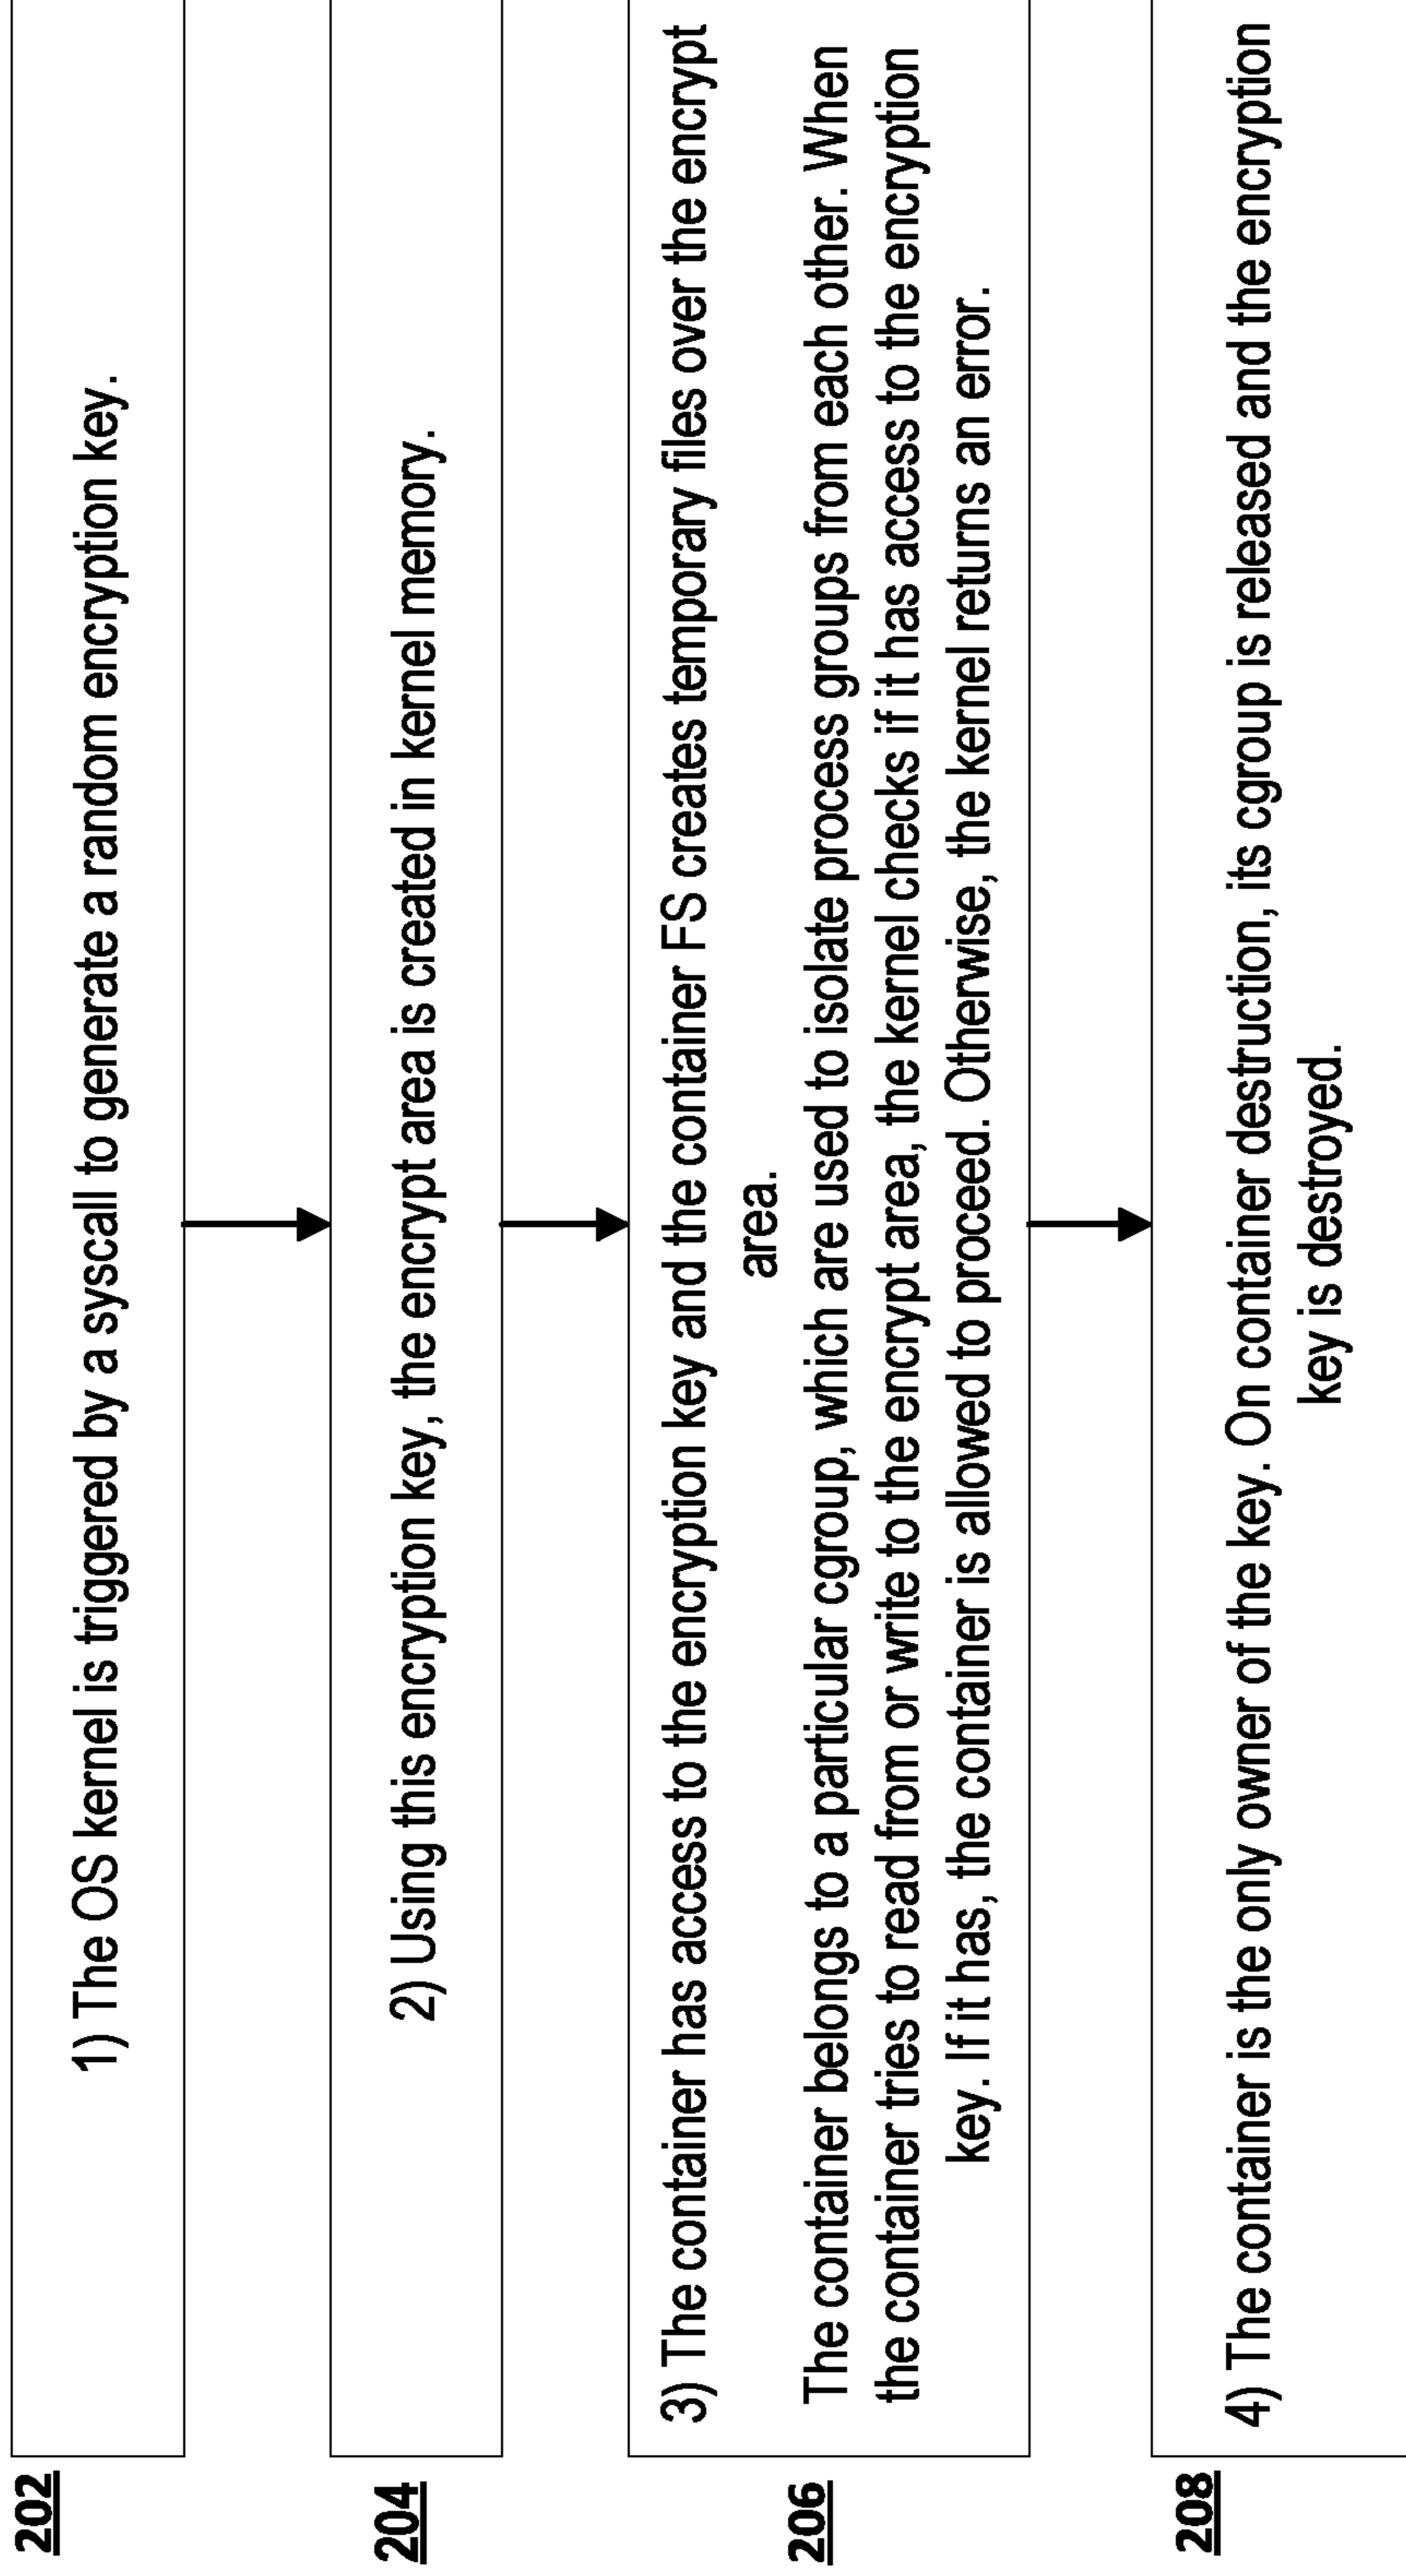 202
1) The OS kernel is triggered by a syscall to generate a random encryption key.
204
2) Using this encryption key, the encrypt area is created in kernel memory.
206
3) The container has access to the encryption key and the container FS creates temporary files over the encrypt
area.
The container belongs to a particular cgroup, which are used to isolate process groups from each other. When
the container tries to read from or write to the encrypt area, the kernel checks if it has access to the encryption
key. If it has, the container is allowed to proceed. Otherwise, the kernel returns an error.
208
4) The container is the only owner of the key. On container destruction, its cgroup is released and the encryption
key is destroyed.